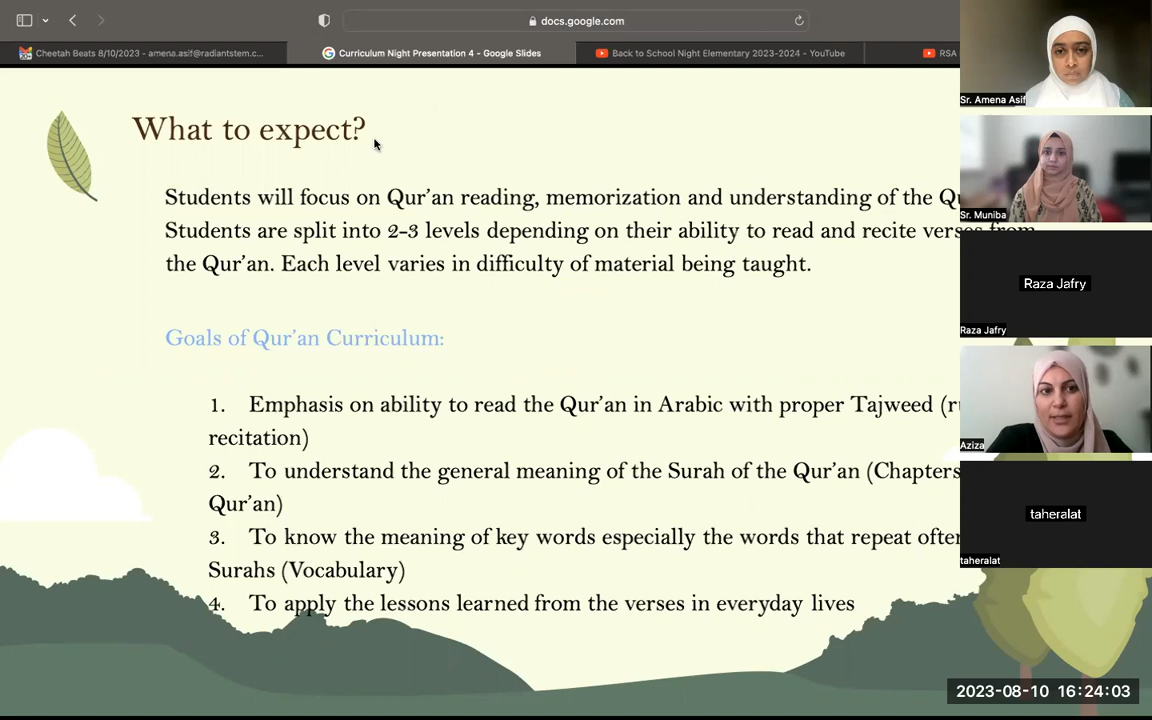 docs.google.com
Cheetah Beats 8/10/2023 - amena.asif@radiantstem.c...
Curriculum Night Presentation 4 - Google Slides
Back to School Night Elementary 2023-2024 - YouTube
RSA
What to expect?
Students will focus on Qur’an reading, memorization and understanding of the
Students are split into 2-3 levels depending on their ability to read and recite verses from
the Qur’an. Each level varies in difficulty of material being taught.
Goals of Qur’an Curriculum:
1. Emphasis on ability to read the Qur’an in Arabic with proper Tajweed
recitation)
2. To understand the general meaning of the Surah of the Qur’an (Chapters
Qur’an)
3. To know the meaning of key words especially the words that repeat often
Surahs (Vocabulary)
4. To apply the lessons learned from the verses in everyday lives
Sr. Amena Asif
Sr. Muniba
Raza Jafry
Raza Jafry
Aziza
taheralat
taheralat
2023-08-10 16:24:03